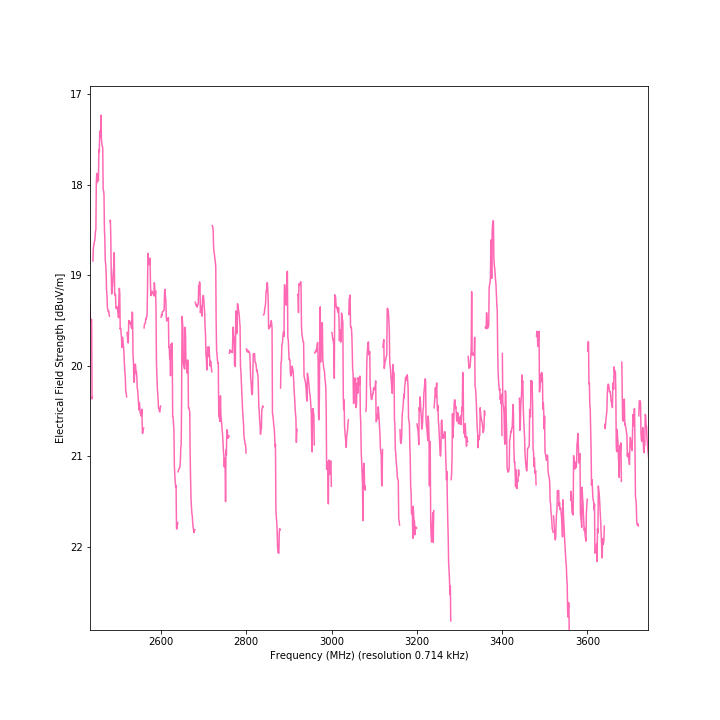 17
18
19
20
21
22
2600 2800 3000 3200 3400 3600
Electrical Field Strength [dBuV/m]
Frequency (MHz) (resolution 0.714 kHz)